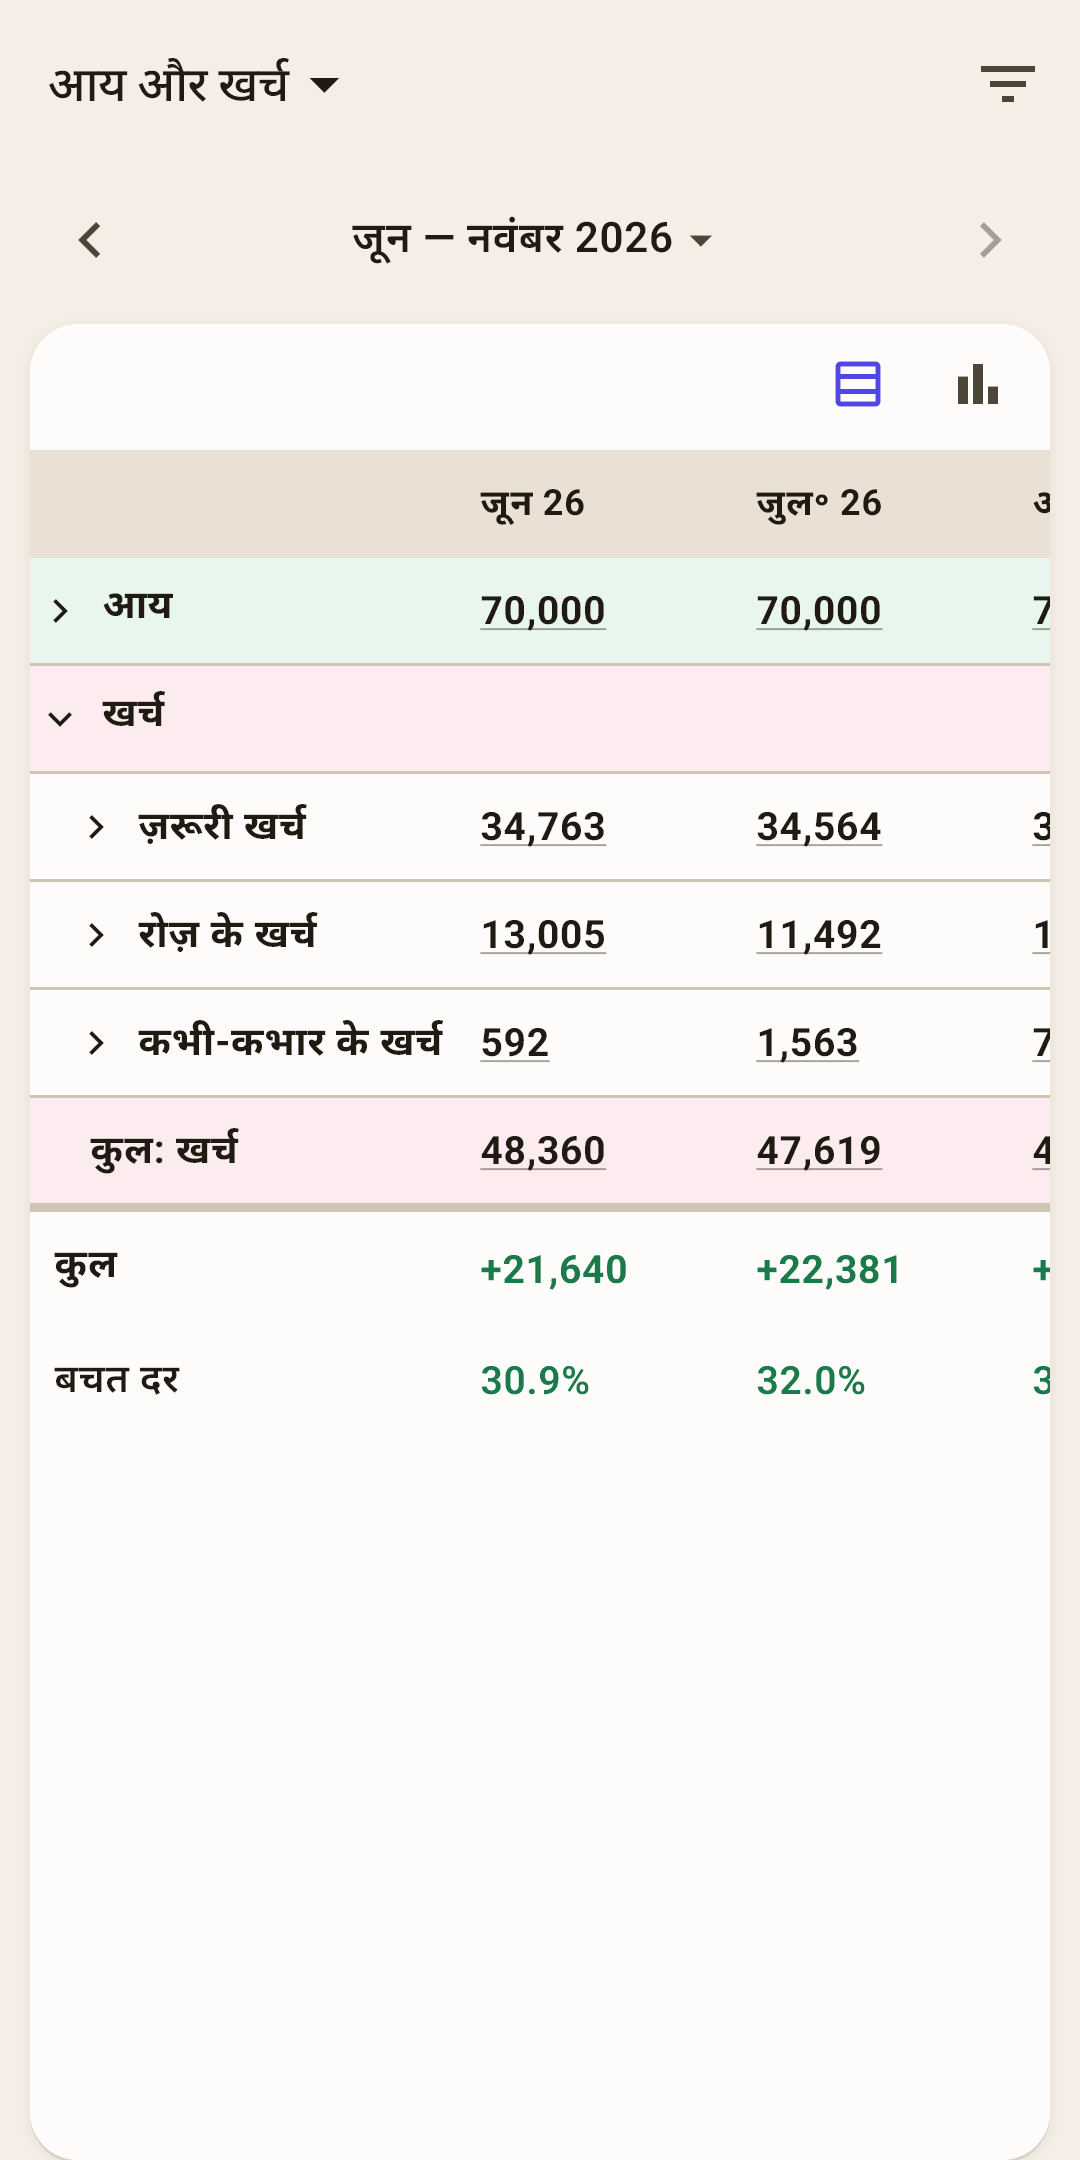 आय और खर्च
जून — नवंबर 2026
जून 26 जुल॰ 26
आय 70,000 70,000
खर्च
ज़रूरी खर्च 34,763 34,564
रोज़ के खर्च 13,005 11,492
कभी-कभार के खर्च 592 1,563
कुल: खर्च 48,360 47,619
कुल +21,640 +22,381
बचत दर 30.9% 32.0%